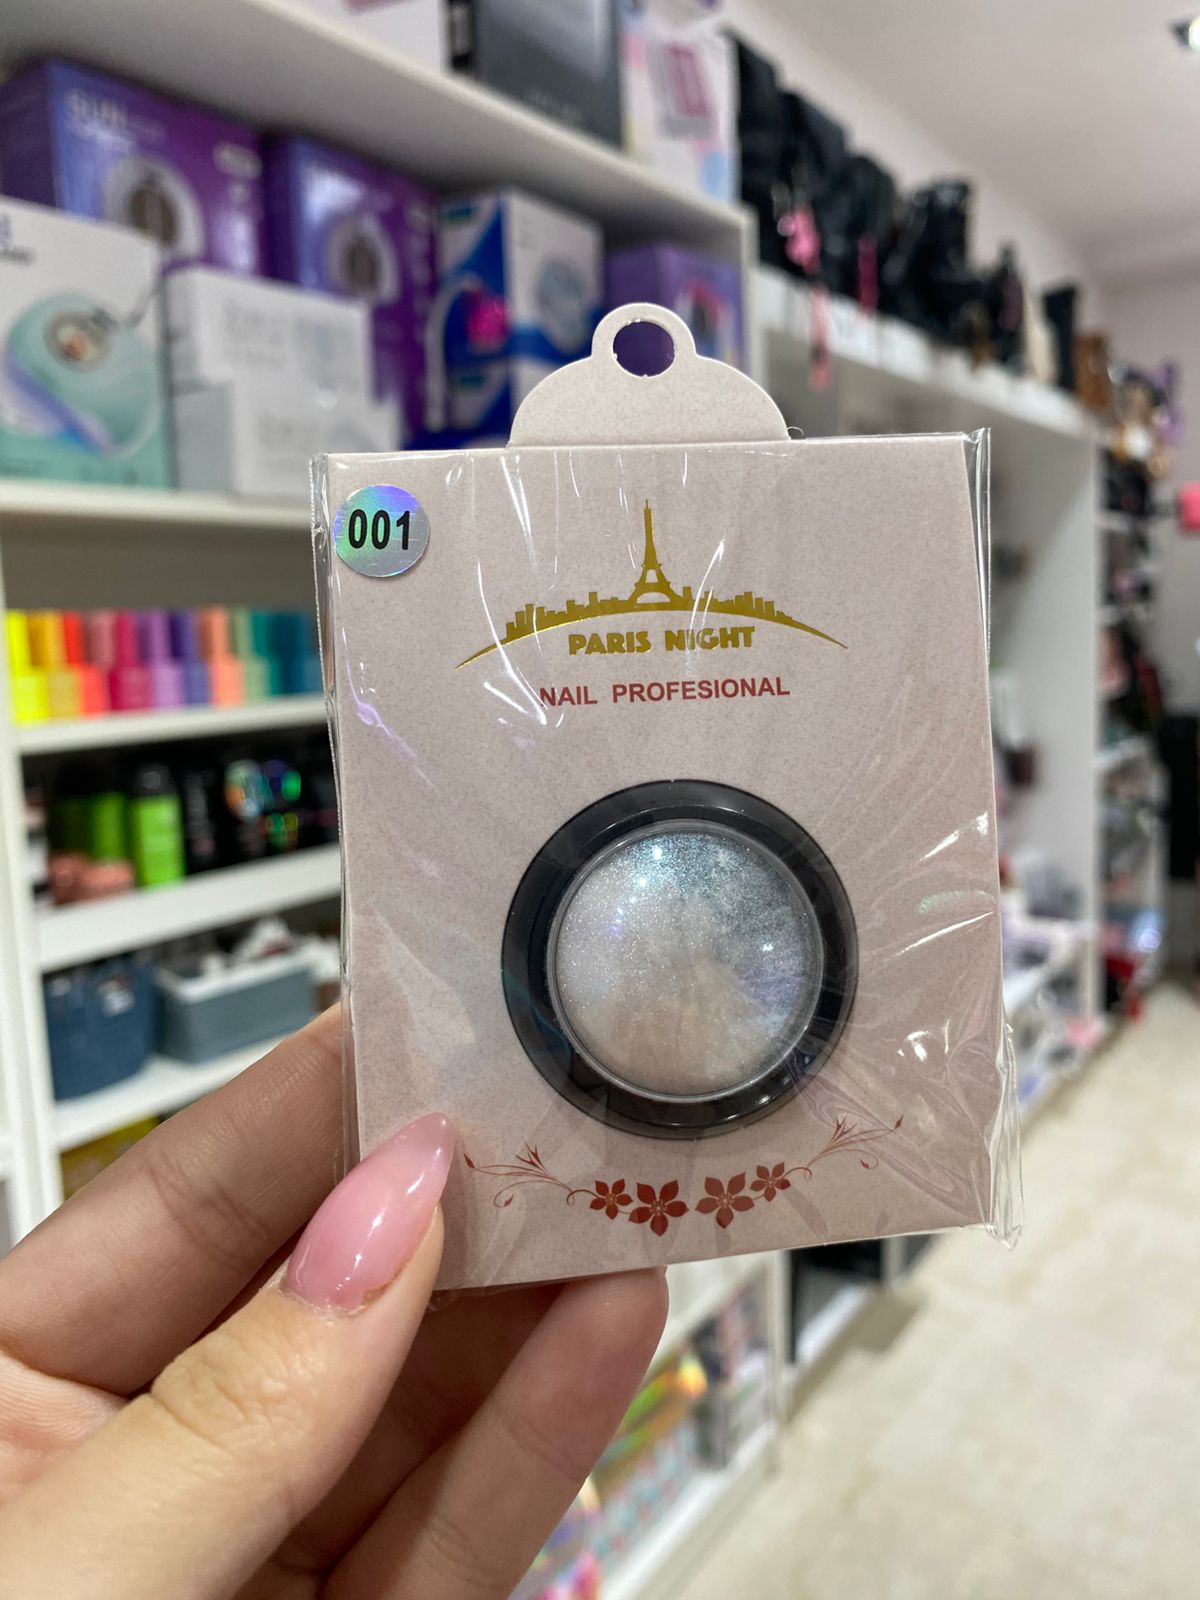 001
PARIS NIGHT
NAIL PROFESIONAL